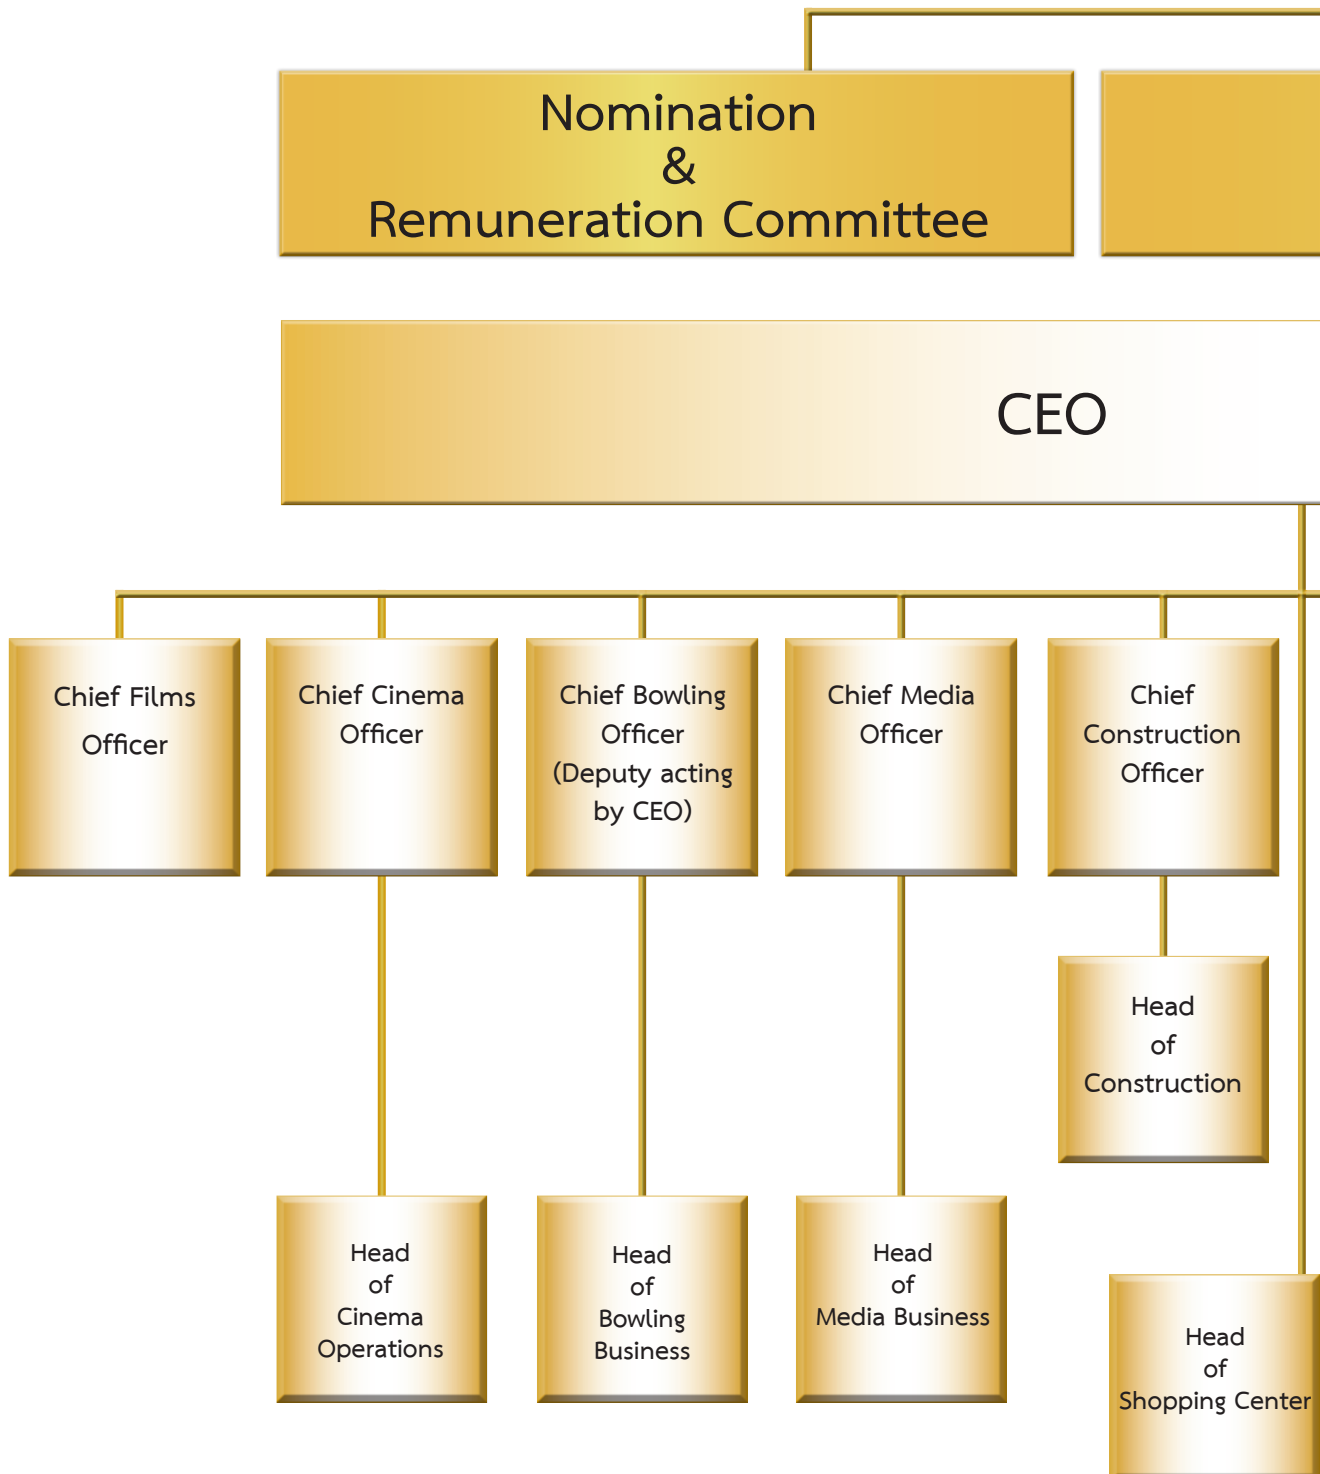 Nomination
&
Remuneration Committee
CEO
Chief Films
Officer
Chief Cinema
Officer
Chief Bowling
Officer
(Deputy acting
by CEO)
Chief Media
Officer
Chief
Construction
Officer
Head
of
Construction
Head
of
Cinema
Operations
Head
of
Bowling
Business
Head
of
Media Business
Head
of
Shopping Center